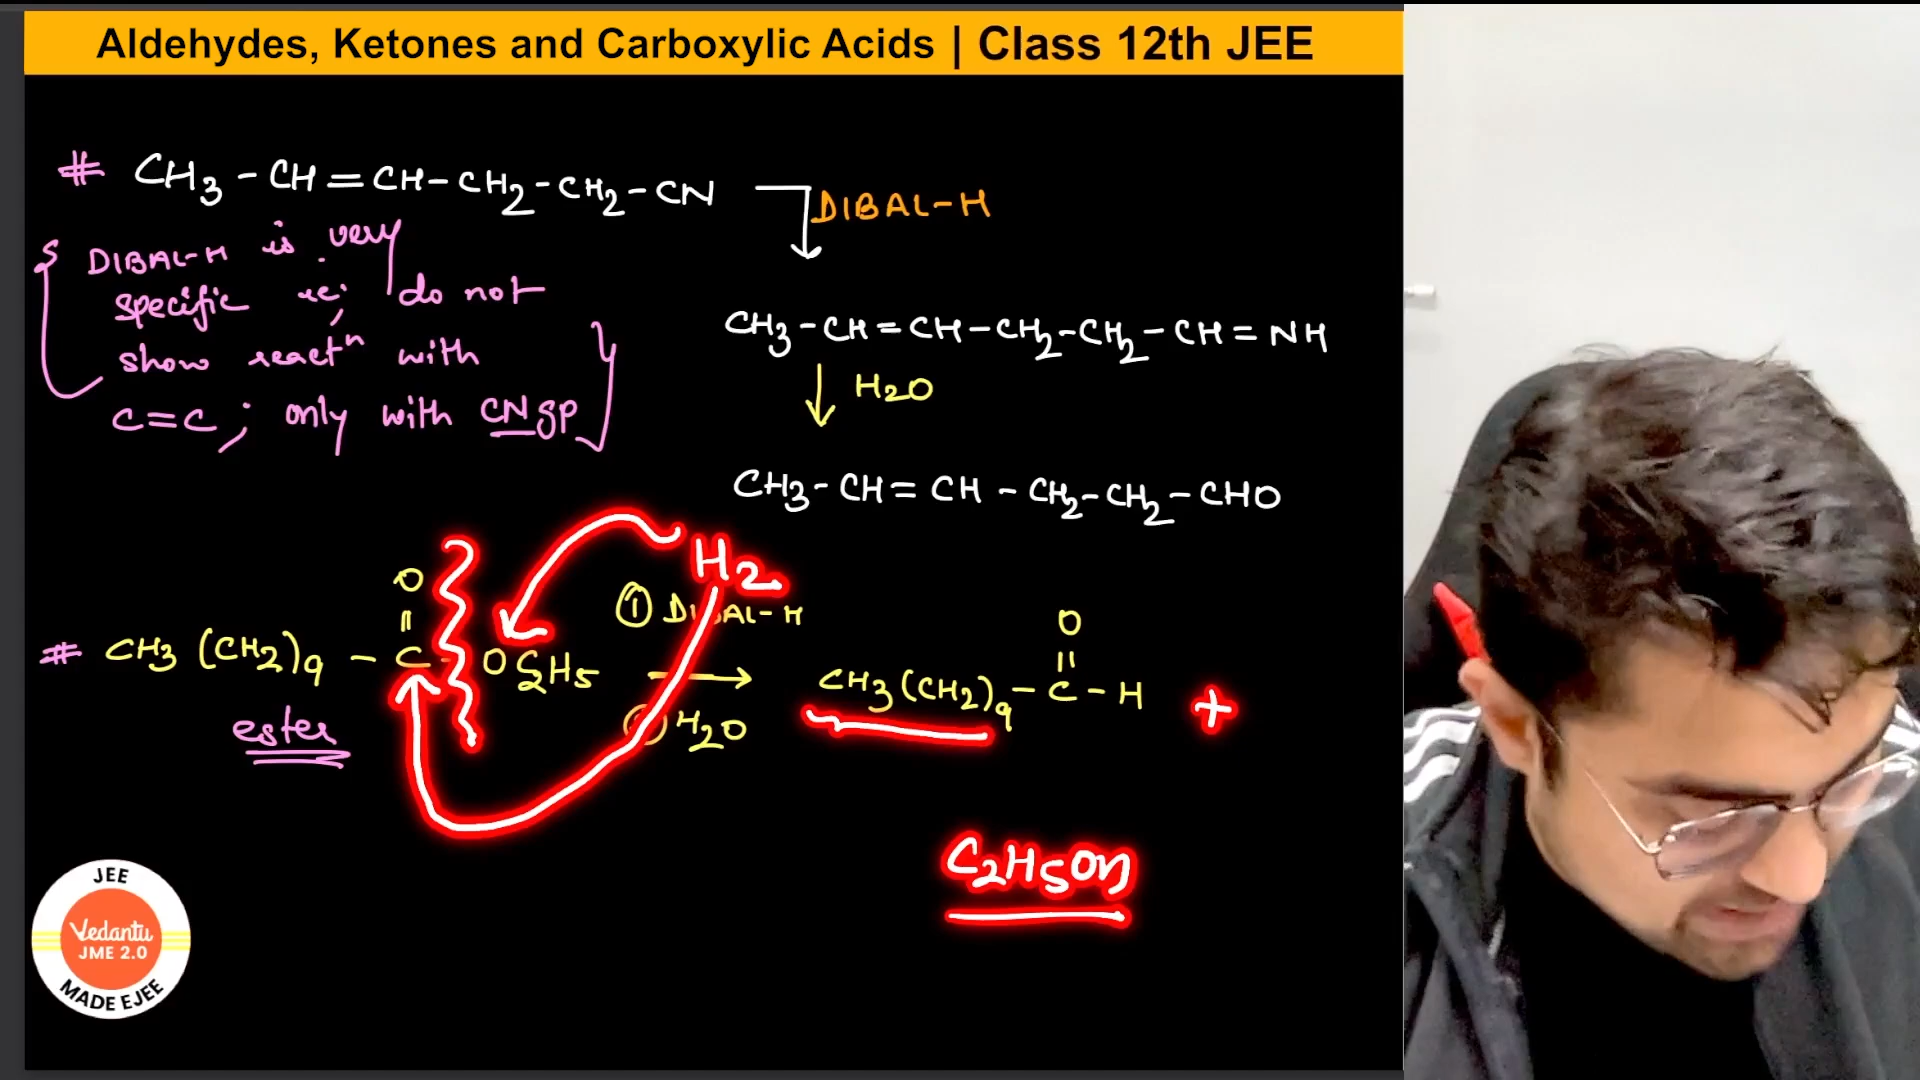 Aldehydes, Ketones and Carboxylic Acids | Class 12th JEE
# CH3 - CH = CH - CH2 - CH2 - CN
DIBAL-H
DIBAL-H is very
specific re; do not
show reactⁿ with
C=C ; only with CN gp
CH3 - CH = CH - CH2 - CH2 - CH = NH
H2O
CH3 - CH = CH - CH2 - CH2 - CHO
H2
① DIBAL-H
O
||
# CH3 (CH2)9 - C - OC2H5
② H2O
ester
O
||
CH3 (CH2)9 - C - H +
C2H5OH
JEE
Vedantu
JME 2.0
MADE EJEE